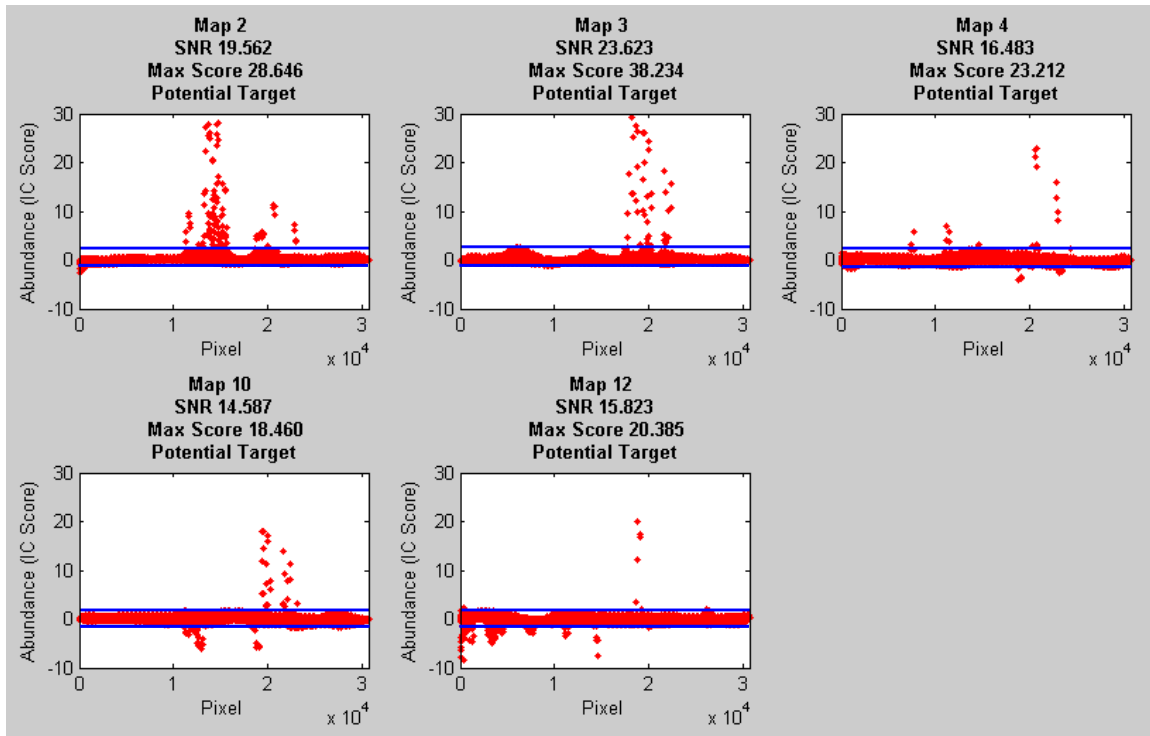 Map 2
SNR 19.562
Max Score 28.646
Potential Target
30
20
10
0
-10
Abundance (IC Score)
0
1
2
3
Pixel
x 10^4
Map 3
SNR 23.623
Max Score 38.234
Potential Target
30
20
10
0
-10
Abundance (IC Score)
0
1
2
3
Pixel
x 10^4
Map 4
SNR 16.483
Max Score 23.212
Potential Target
30
20
10
0
-10
Abundance (IC Score)
0
1
2
3
Pixel
x 10^4
Map 10
SNR 14.587
Max Score 18.460
Potential Target
30
20
10
0
-10
Abundance (IC Score)
0
1
2
3
Pixel
x 10^4
Map 12
SNR 15.823
Max Score 20.385
Potential Target
30
20
10
0
-10
Abundance (IC Score)
0
1
2
3
Pixel
x 10^4